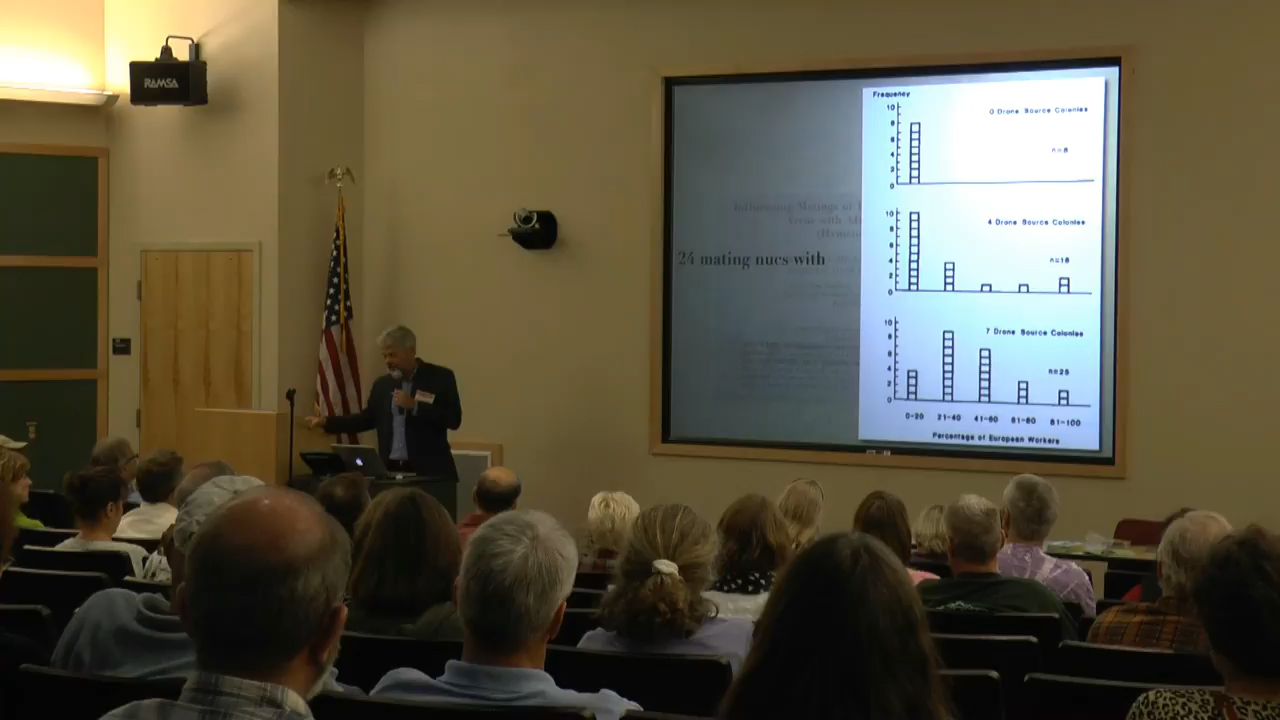 RAMSA
Frequency
10
8
6
4
2
0
0 Drone Source Colonies
n=8
10
8
6
4
2
0
4 Drone Source Colonies
n=18
24 mating nucs with
10
8
6
4
2
0
7 Drone Source Colonies
n=25
0-20 21-40 41-60 61-80 81-100
Percentage of European Workers